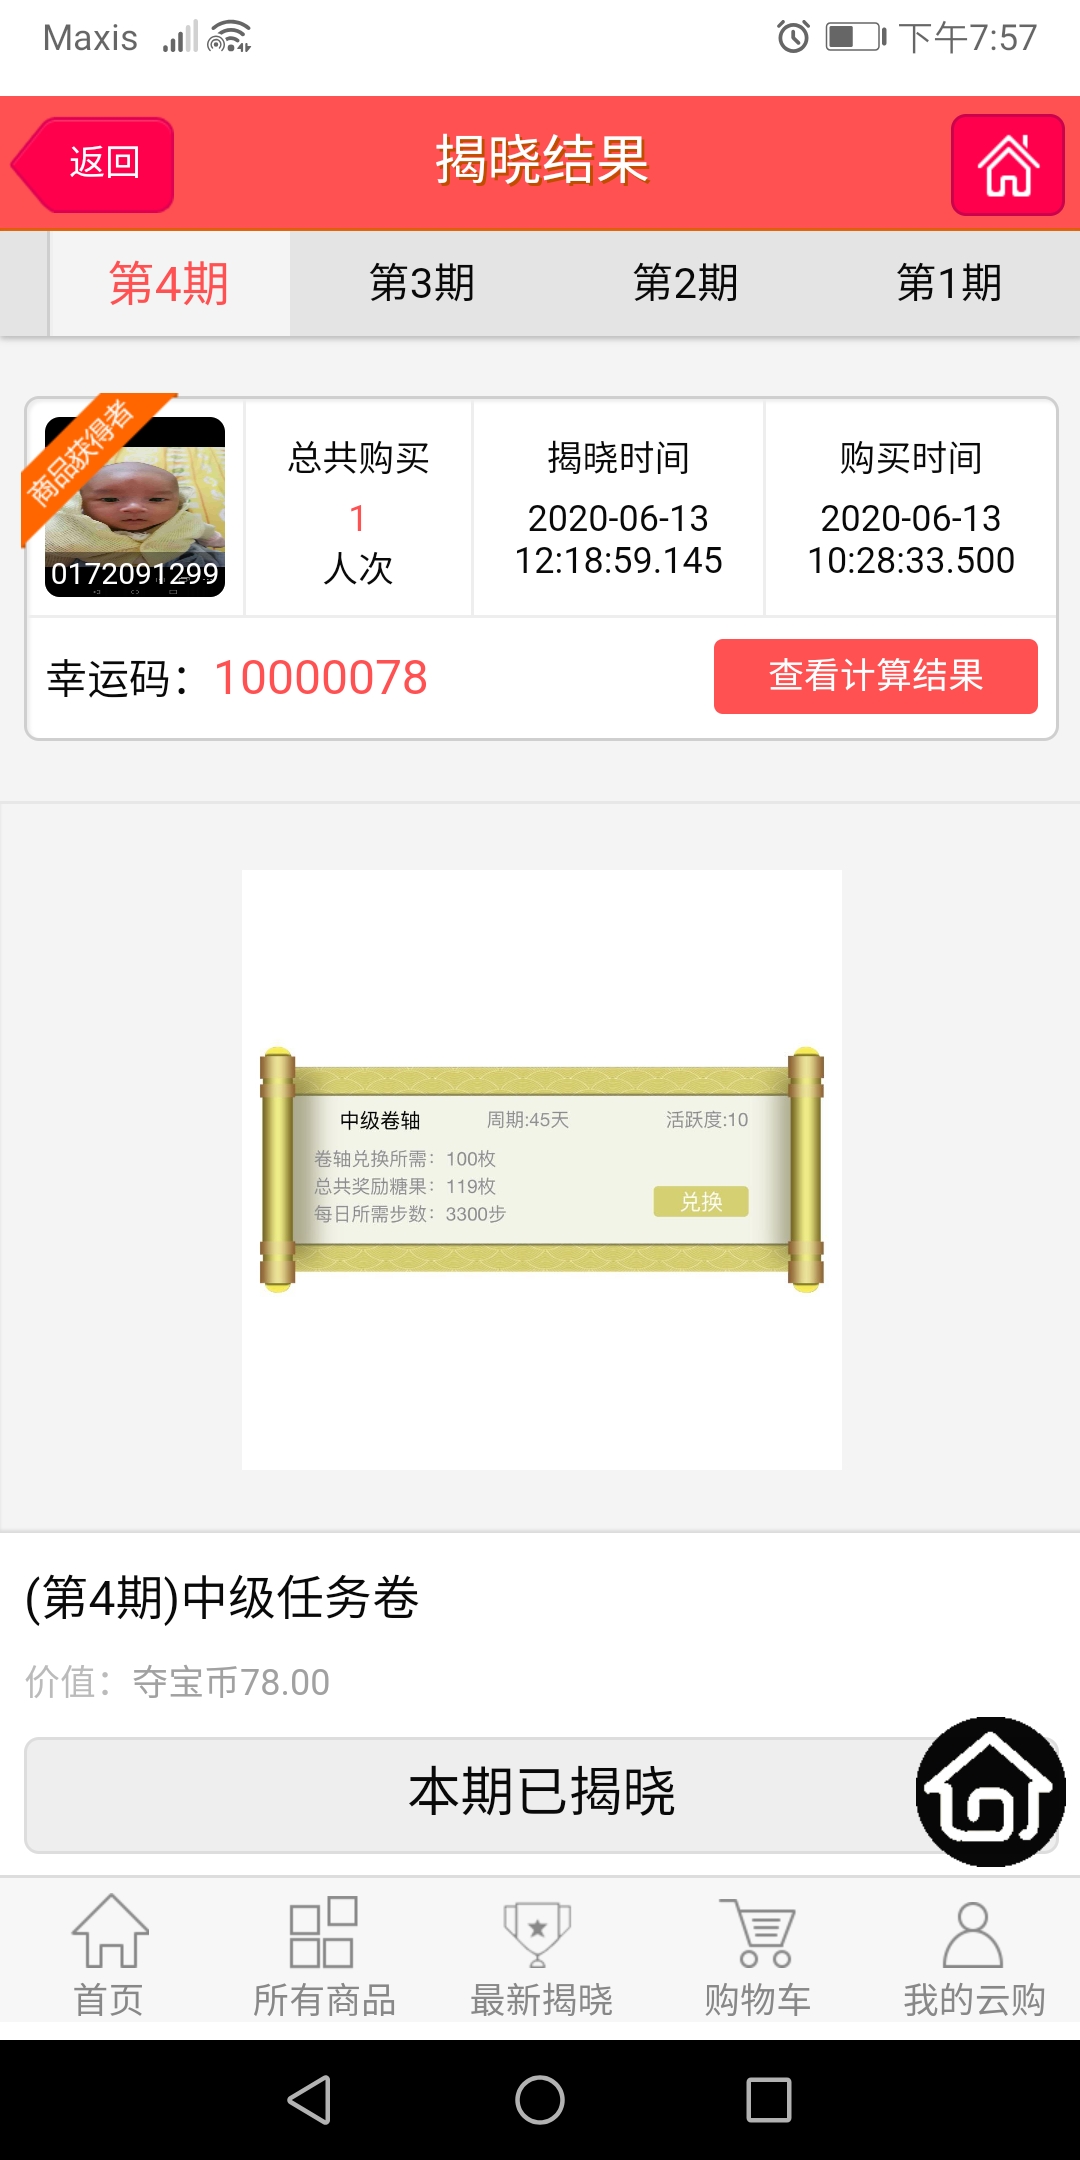 Maxis 下午7:57
返回 揭晓结果
第4期 第3期 第2期 第1期
商品获得者
0172091299
总共购买
1
人次
揭晓时间
2020-06-13
12:18:59.145
购买时间
2020-06-13
10:28:33.500
幸运码：10000078 查看计算结果
中级卷轴 周期:45天 活跃度:10
卷轴兑换所需：100枚
总共奖励糖果：119枚
每日所需步数：3300步
兑换
(第4期)中级任务卷
价值：夺宝币78.00
本期已揭晓
首页 所有商品 最新揭晓 购物车 我的云购